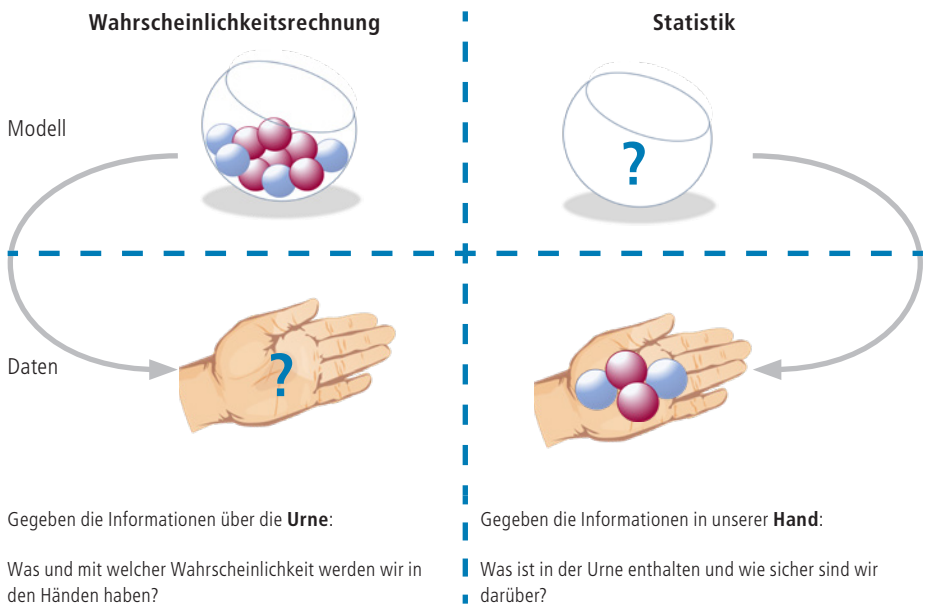 Wahrscheinlichkeitsrechnung
Statistik
Modell
?
?
Daten
?
Gegeben die Informationen über die Urne:
Was und mit welcher Wahrscheinlichkeit werden wir in
den Händen haben?
Gegeben die Informationen in unserer Hand:
Was ist in der Urne enthalten und wie sicher sind wir
darüber?